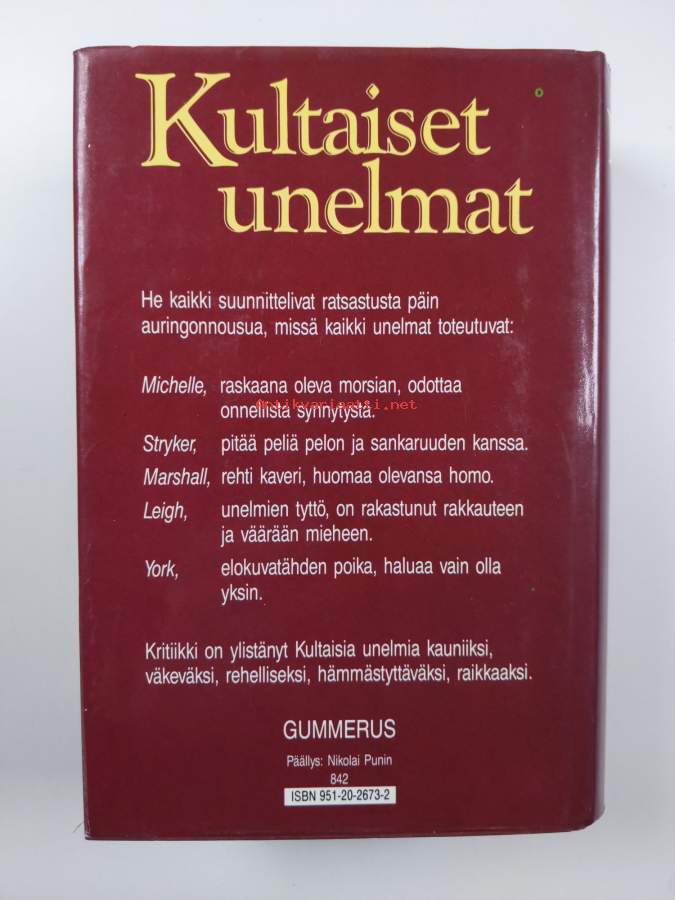 Kultaiset
unelmat
He kaikki suunnittelivat ratsastusta päin
auringonnousua, missä kaikki unelmat toteutuvat:
Michelle, raskaana oleva morsian, odottaa
onnellista synnytystä.
Antikvariaatti.net
Stryker, pitää peliä pelon ja sankaruuden kanssa.
Marshall, rehti kaveri, huomaa olevansa homo.
Leigh, unelmien tyttö, on rakastunut rakkauteen
ja väärään mieheen.
York, elokuvatähden poika, haluaa vain olla
yksin.
Kritiikki on ylistänyt Kultaisia unelmia kauniiksi,
väkeväksi, rehelliseksi, hämmästyttäväksi, raikkaaksi.
GUMMERUS
Päällys: Nikolai Punin
842
ISBN 951-20-2673-2